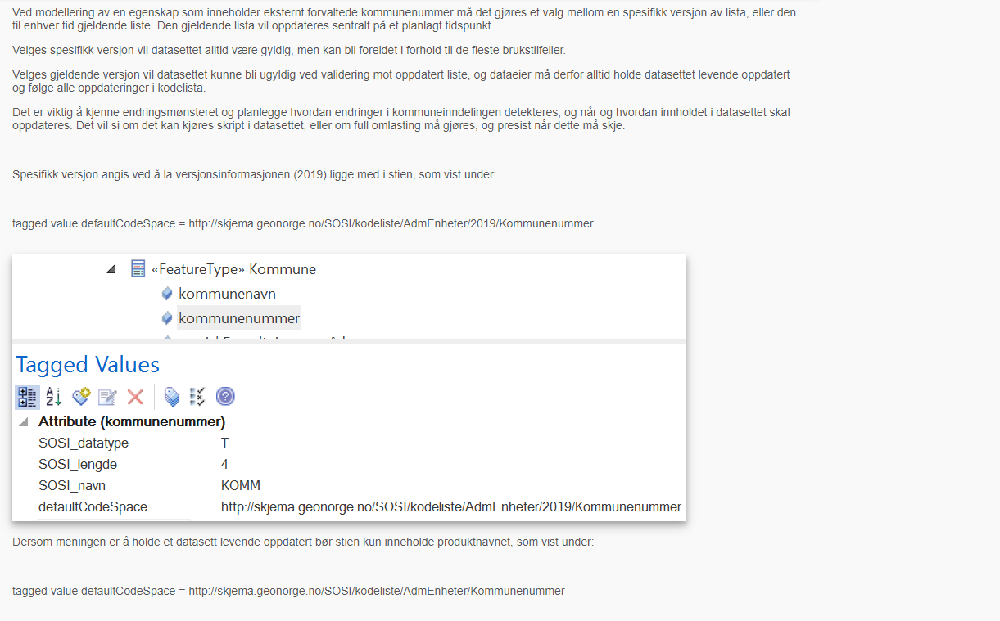 Ved modellering av en egenskap som inneholder eksternt forvaltede kommunenummer må det gjøres et valg mellom en spesifikk versjon av lista, eller den
til enhver tid gjeldende liste. Den gjeldende lista vil oppdateres sentralt på et planlagt tidspunkt.
Velges spesifikk versjon vil datasettet alltid være gyldig, men kan bli foreldet i forhold til de fleste brukstilfeller.
Velges gjeldende versjon vil datasettet kunne bli ugyldig ved validering mot oppdatert liste, og dataeier må derfor alltid holde datasettet levende oppdatert
og følge alle oppdateringer i kodelista.
Det er viktig å kjenne endringsmønsteret og planlegge hvordan endringer i kommuneinndelingen detekteres, og når og hvordan innholdet i datasettet skal
oppdateres. Det vil si om det kan kjøres skript i datasettet, eller om full omlasting må gjøres, og presist når dette må skje.
Spesifikk versjon angis ved å la versjonsinformasjonen (2019) ligge med i stien, som vist under:
tagged value defaultCodeSpace = http://skjema.geonorge.no/SOSI/kodeliste/AdmEnheter/2019/Kommunenummer
«FeatureType» Kommune
kommunenavn
kommunenummer
Tagged Values
Attribute (kommunenummer)
SOSI_datatype T
SOSI_lengde 4
SOSI_navn KOMM
defaultCodeSpace http://skjema.geonorge.no/SOSI/kodeliste/AdmEnheter/2019/Kommunenummer
Dersom meningen er å holde et datasett levende oppdatert bør stien kun inneholde produktnavnet, som vist under:
tagged value defaultCodeSpace = http://skjema.geonorge.no/SOSI/kodeliste/AdmEnheter/Kommunenummer